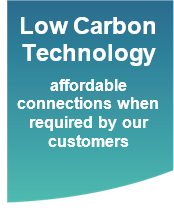 Low Carbon
Technology
affordable
connections when
required by our
customers